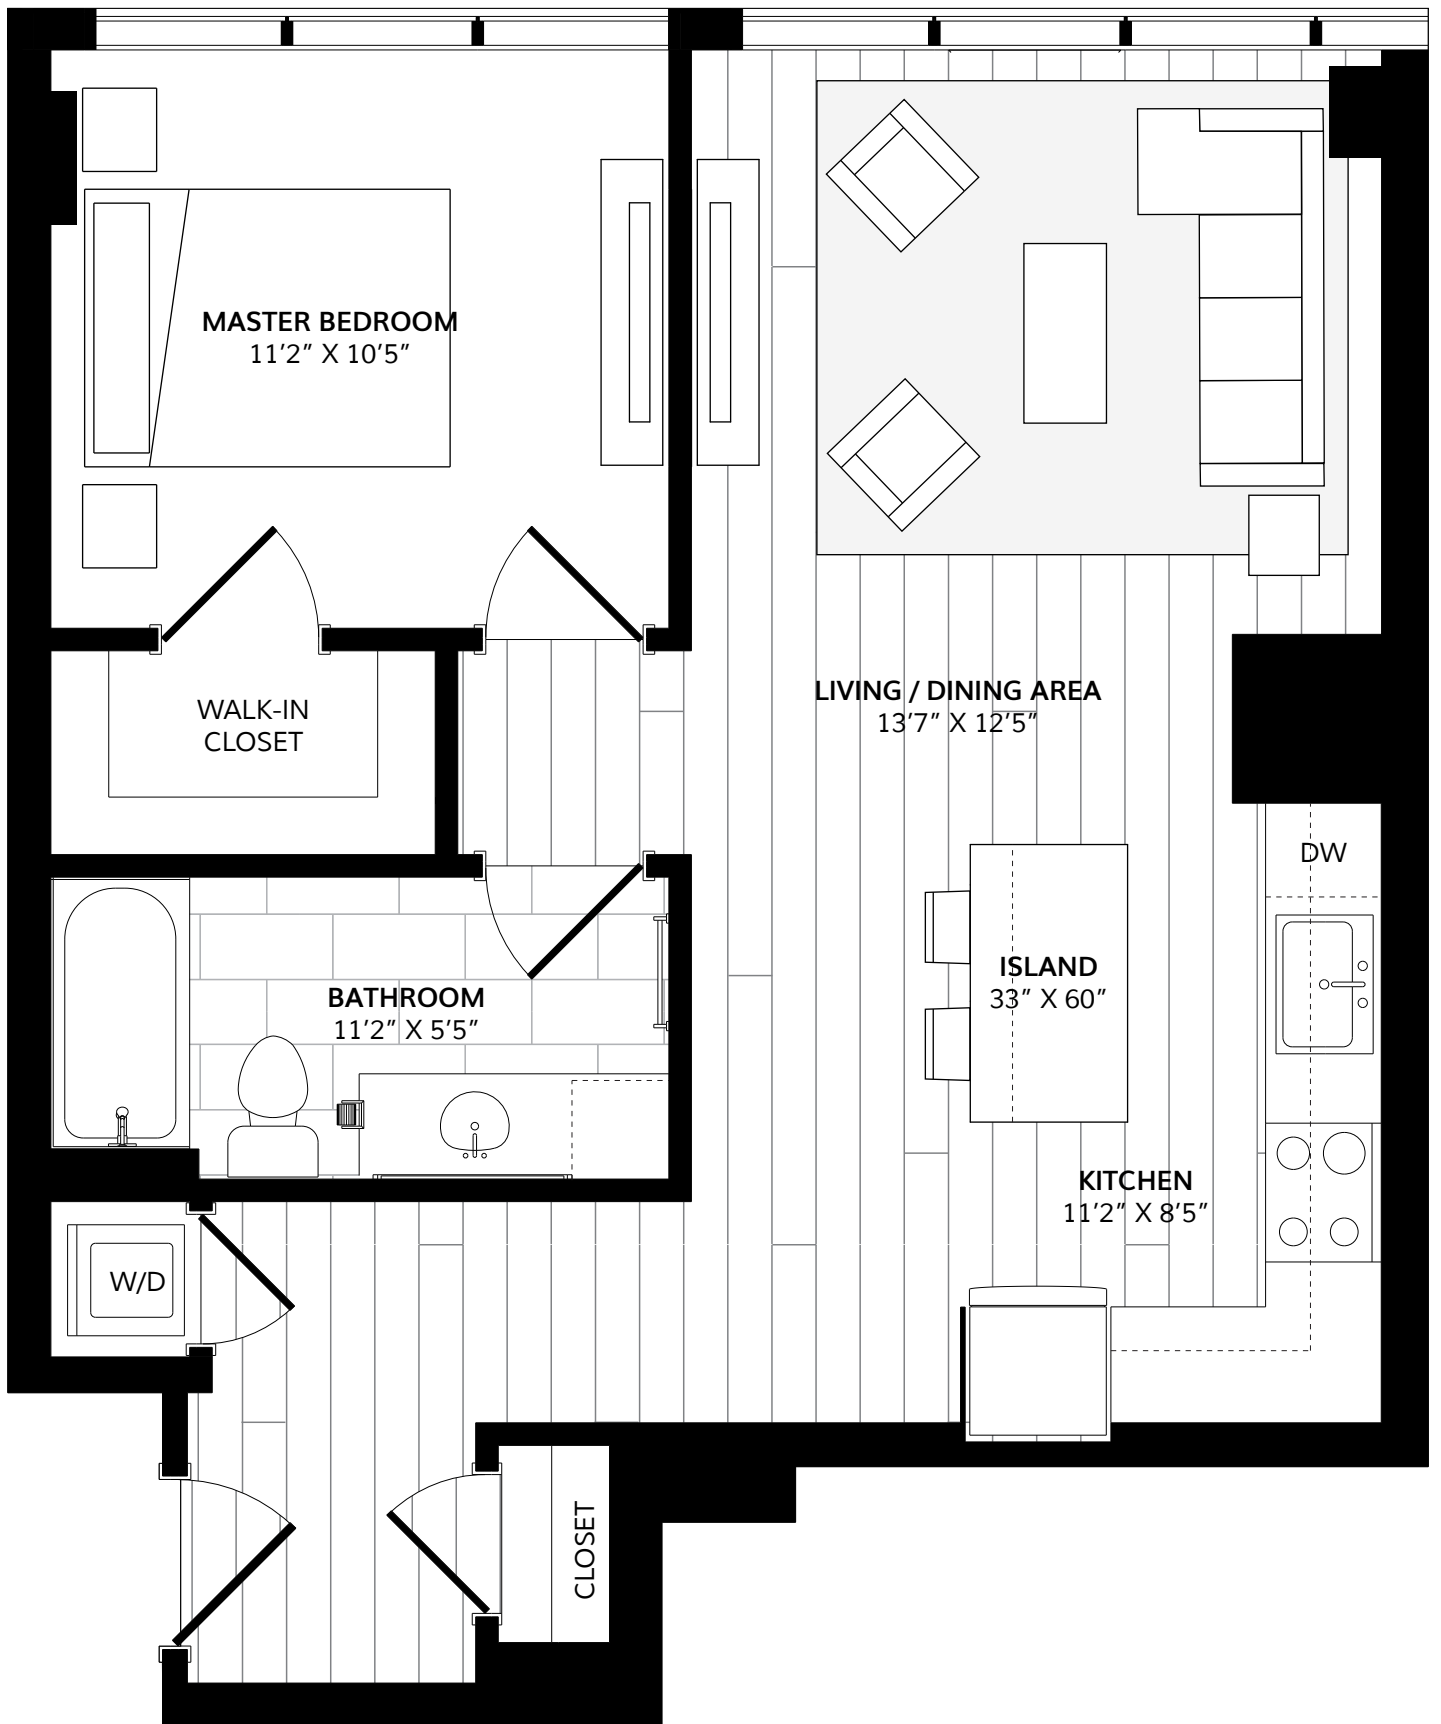 MASTER BEDROOM
11’2” X 10’5”
LIVING / DINING AREA
13’7” X 12’5”
WALK-IN
CLOSET
DW
ISLAND
33” X 60”
BATHROOM
11’2” X 5’5”
KITCHEN
11’2” X 8’5”
W/D
CLOSET